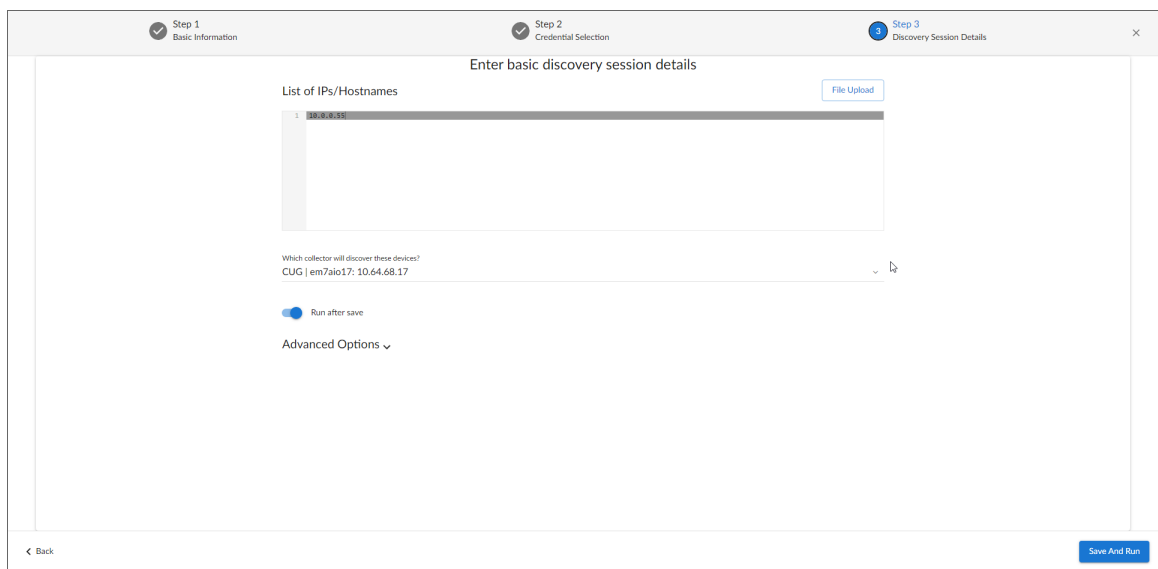 Step 1
Basic Information
Step 2
Credential Selection
3
Step 3
Discovery Session Details
Enter basic discovery session details
List of IPs/Hostnames
File Upload
1 10.0.0.55
Which collector will discover these devices?
CUG | em7aio17: 10.64.68.17
Run after save
Advanced Options
Back
Save And Run